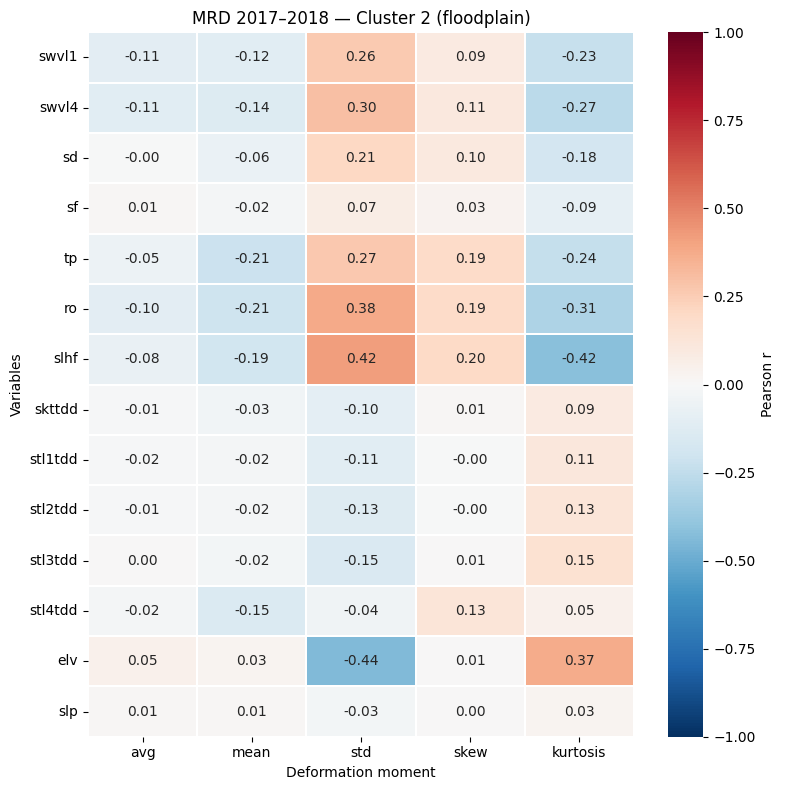 MRD 2017–2018 — Cluster 2 (floodplain)
swvl1 -0.11 -0.12 0.26 0.09 -0.23
swvl4 -0.11 -0.14 0.30 0.11 -0.27
sd -0.00 -0.06 0.21 0.10 -0.18
sf 0.01 -0.02 0.07 0.03 -0.09
tp -0.05 -0.21 0.27 0.19 -0.24
ro -0.10 -0.21 0.38 0.19 -0.31
slhf -0.08 -0.19 0.42 0.20 -0.42
skttdd -0.01 -0.03 -0.10 0.01 0.09
stl1tdd -0.02 -0.02 -0.11 -0.00 0.11
stl2tdd -0.01 -0.02 -0.13 -0.00 0.13
stl3tdd 0.00 -0.02 -0.15 0.01 0.15
stl4tdd -0.02 -0.15 -0.04 0.13 0.05
elv 0.05 0.03 -0.44 0.01 0.37
slp 0.01 0.01 -0.03 0.00 0.03
avg mean std skew kurtosis
Deformation moment
Variables
1.00
0.75
0.50
0.25
0.00
−0.25
−0.50
−0.75
−1.00
Pearson r